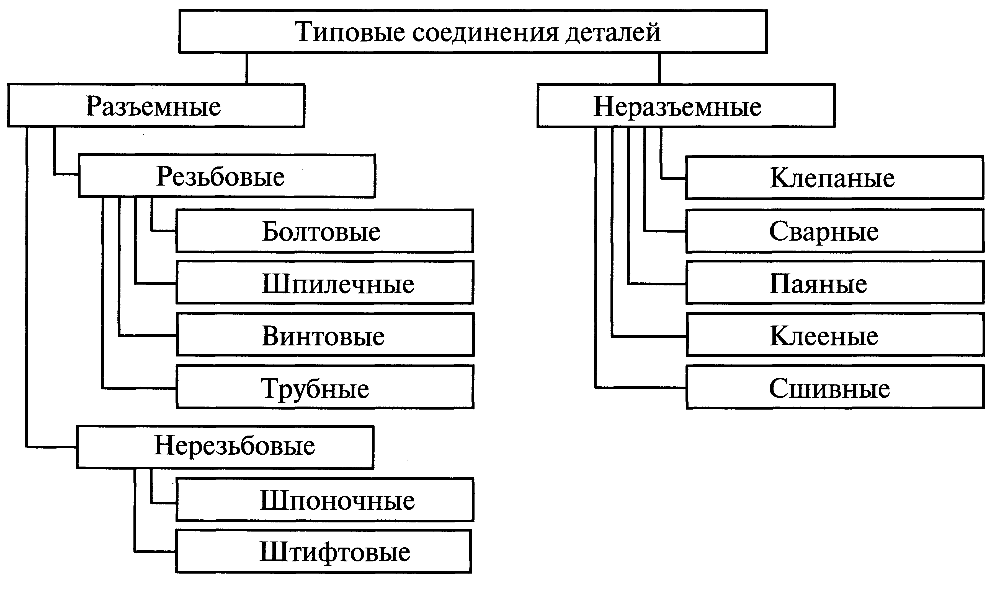 Типовые соединения деталей
Разъемные
Резьбовые
Болтовые
Шпилечные
Винтовые
Трубные
Нерезьбовые
Шпоночные
Штифтовые
Неразъемные
Клепаные
Сварные
Паяные
Клееные
Сшивные